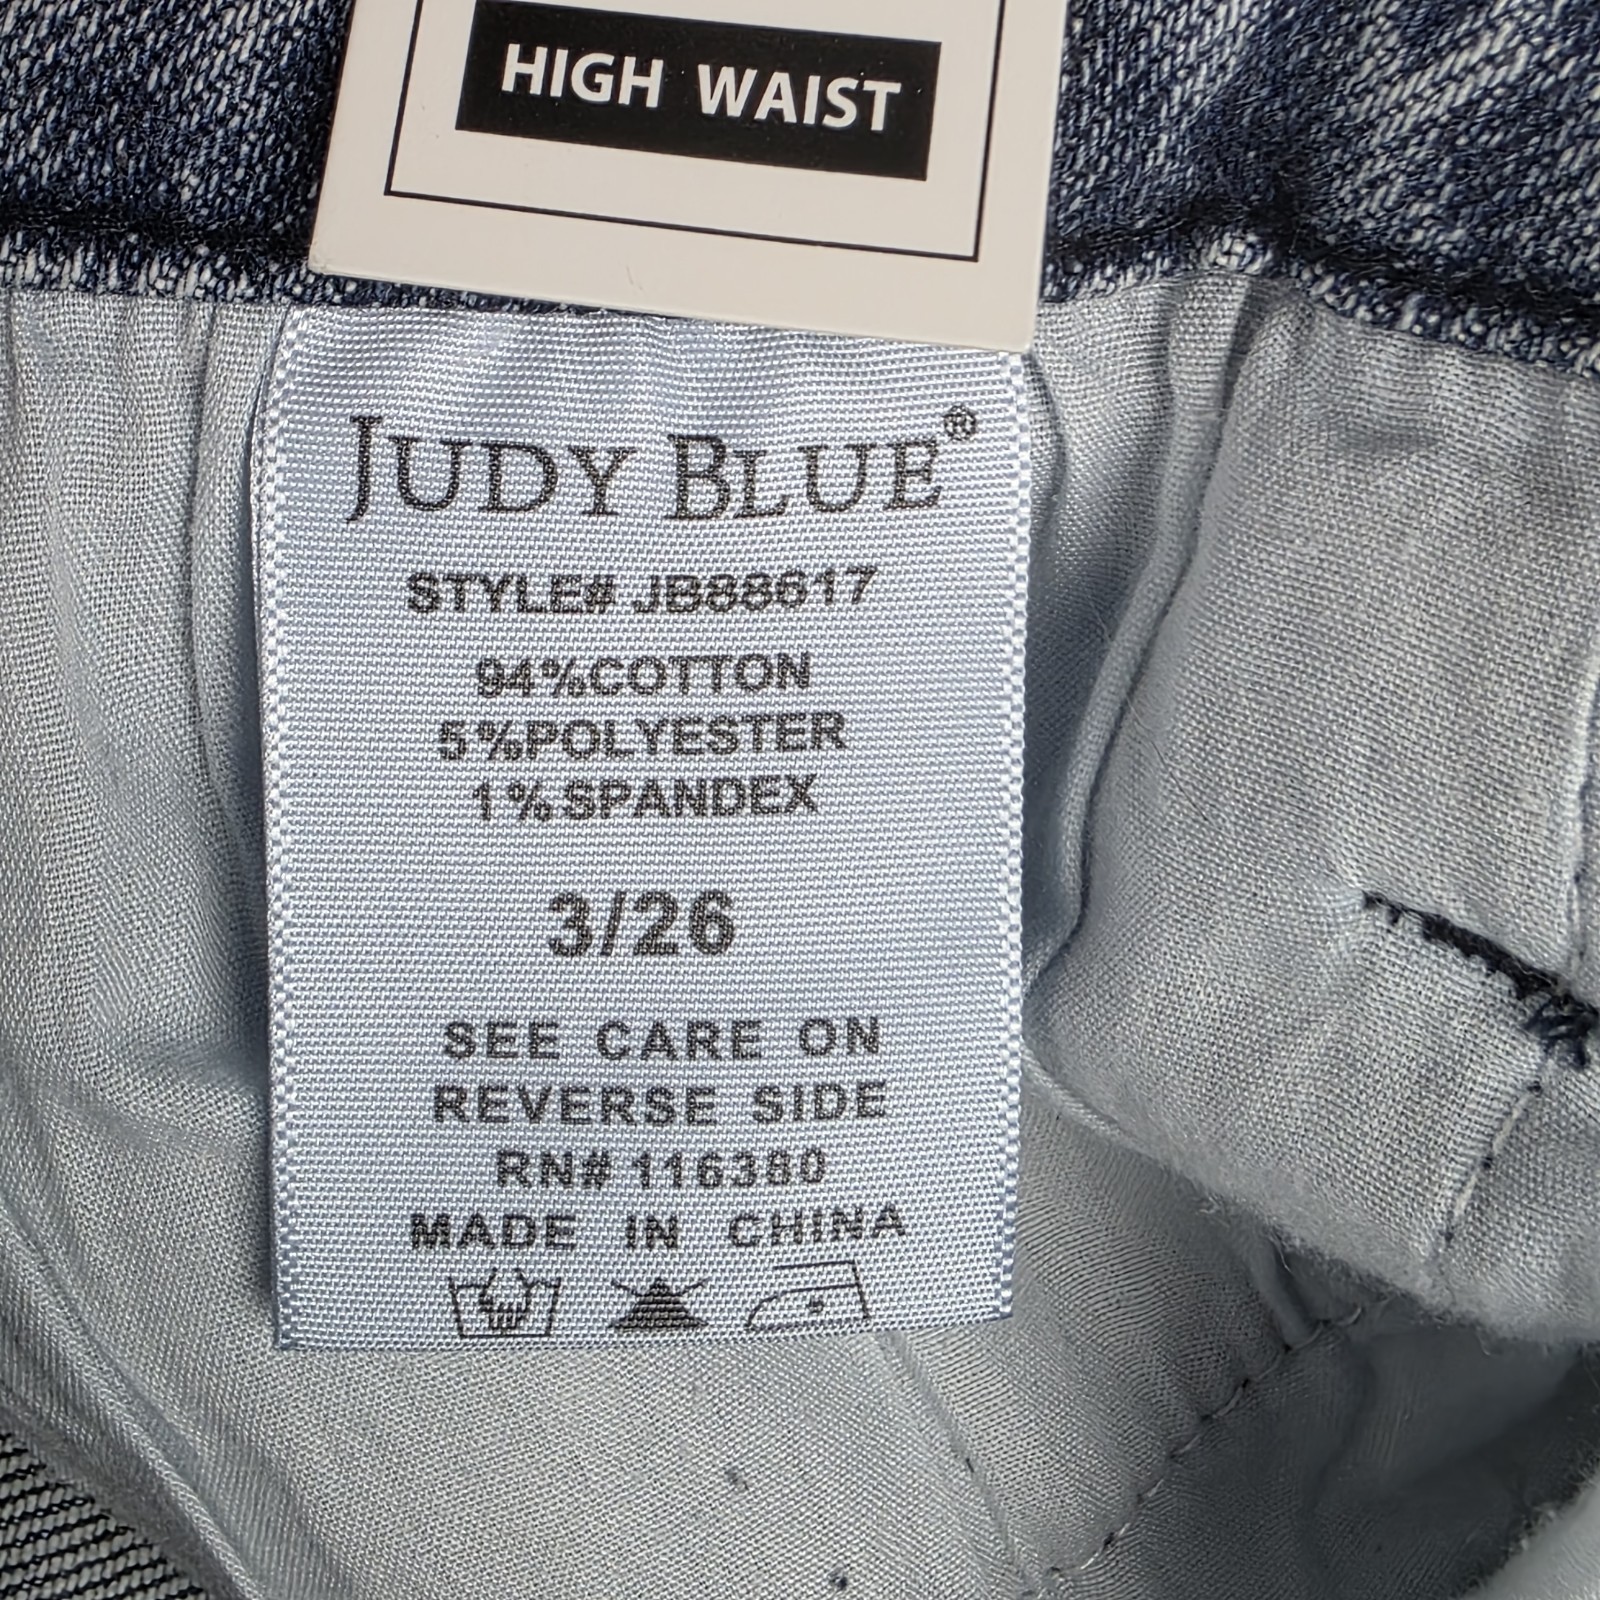 HIGH WAIST
JUDY BLUE®
STYLE# JB88617
94%COTTON
5%POLYESTER
1%SPANDEX
3/26
SEE CARE ON
REVERSE SIDE
RN# 116380
MADE IN CHINA